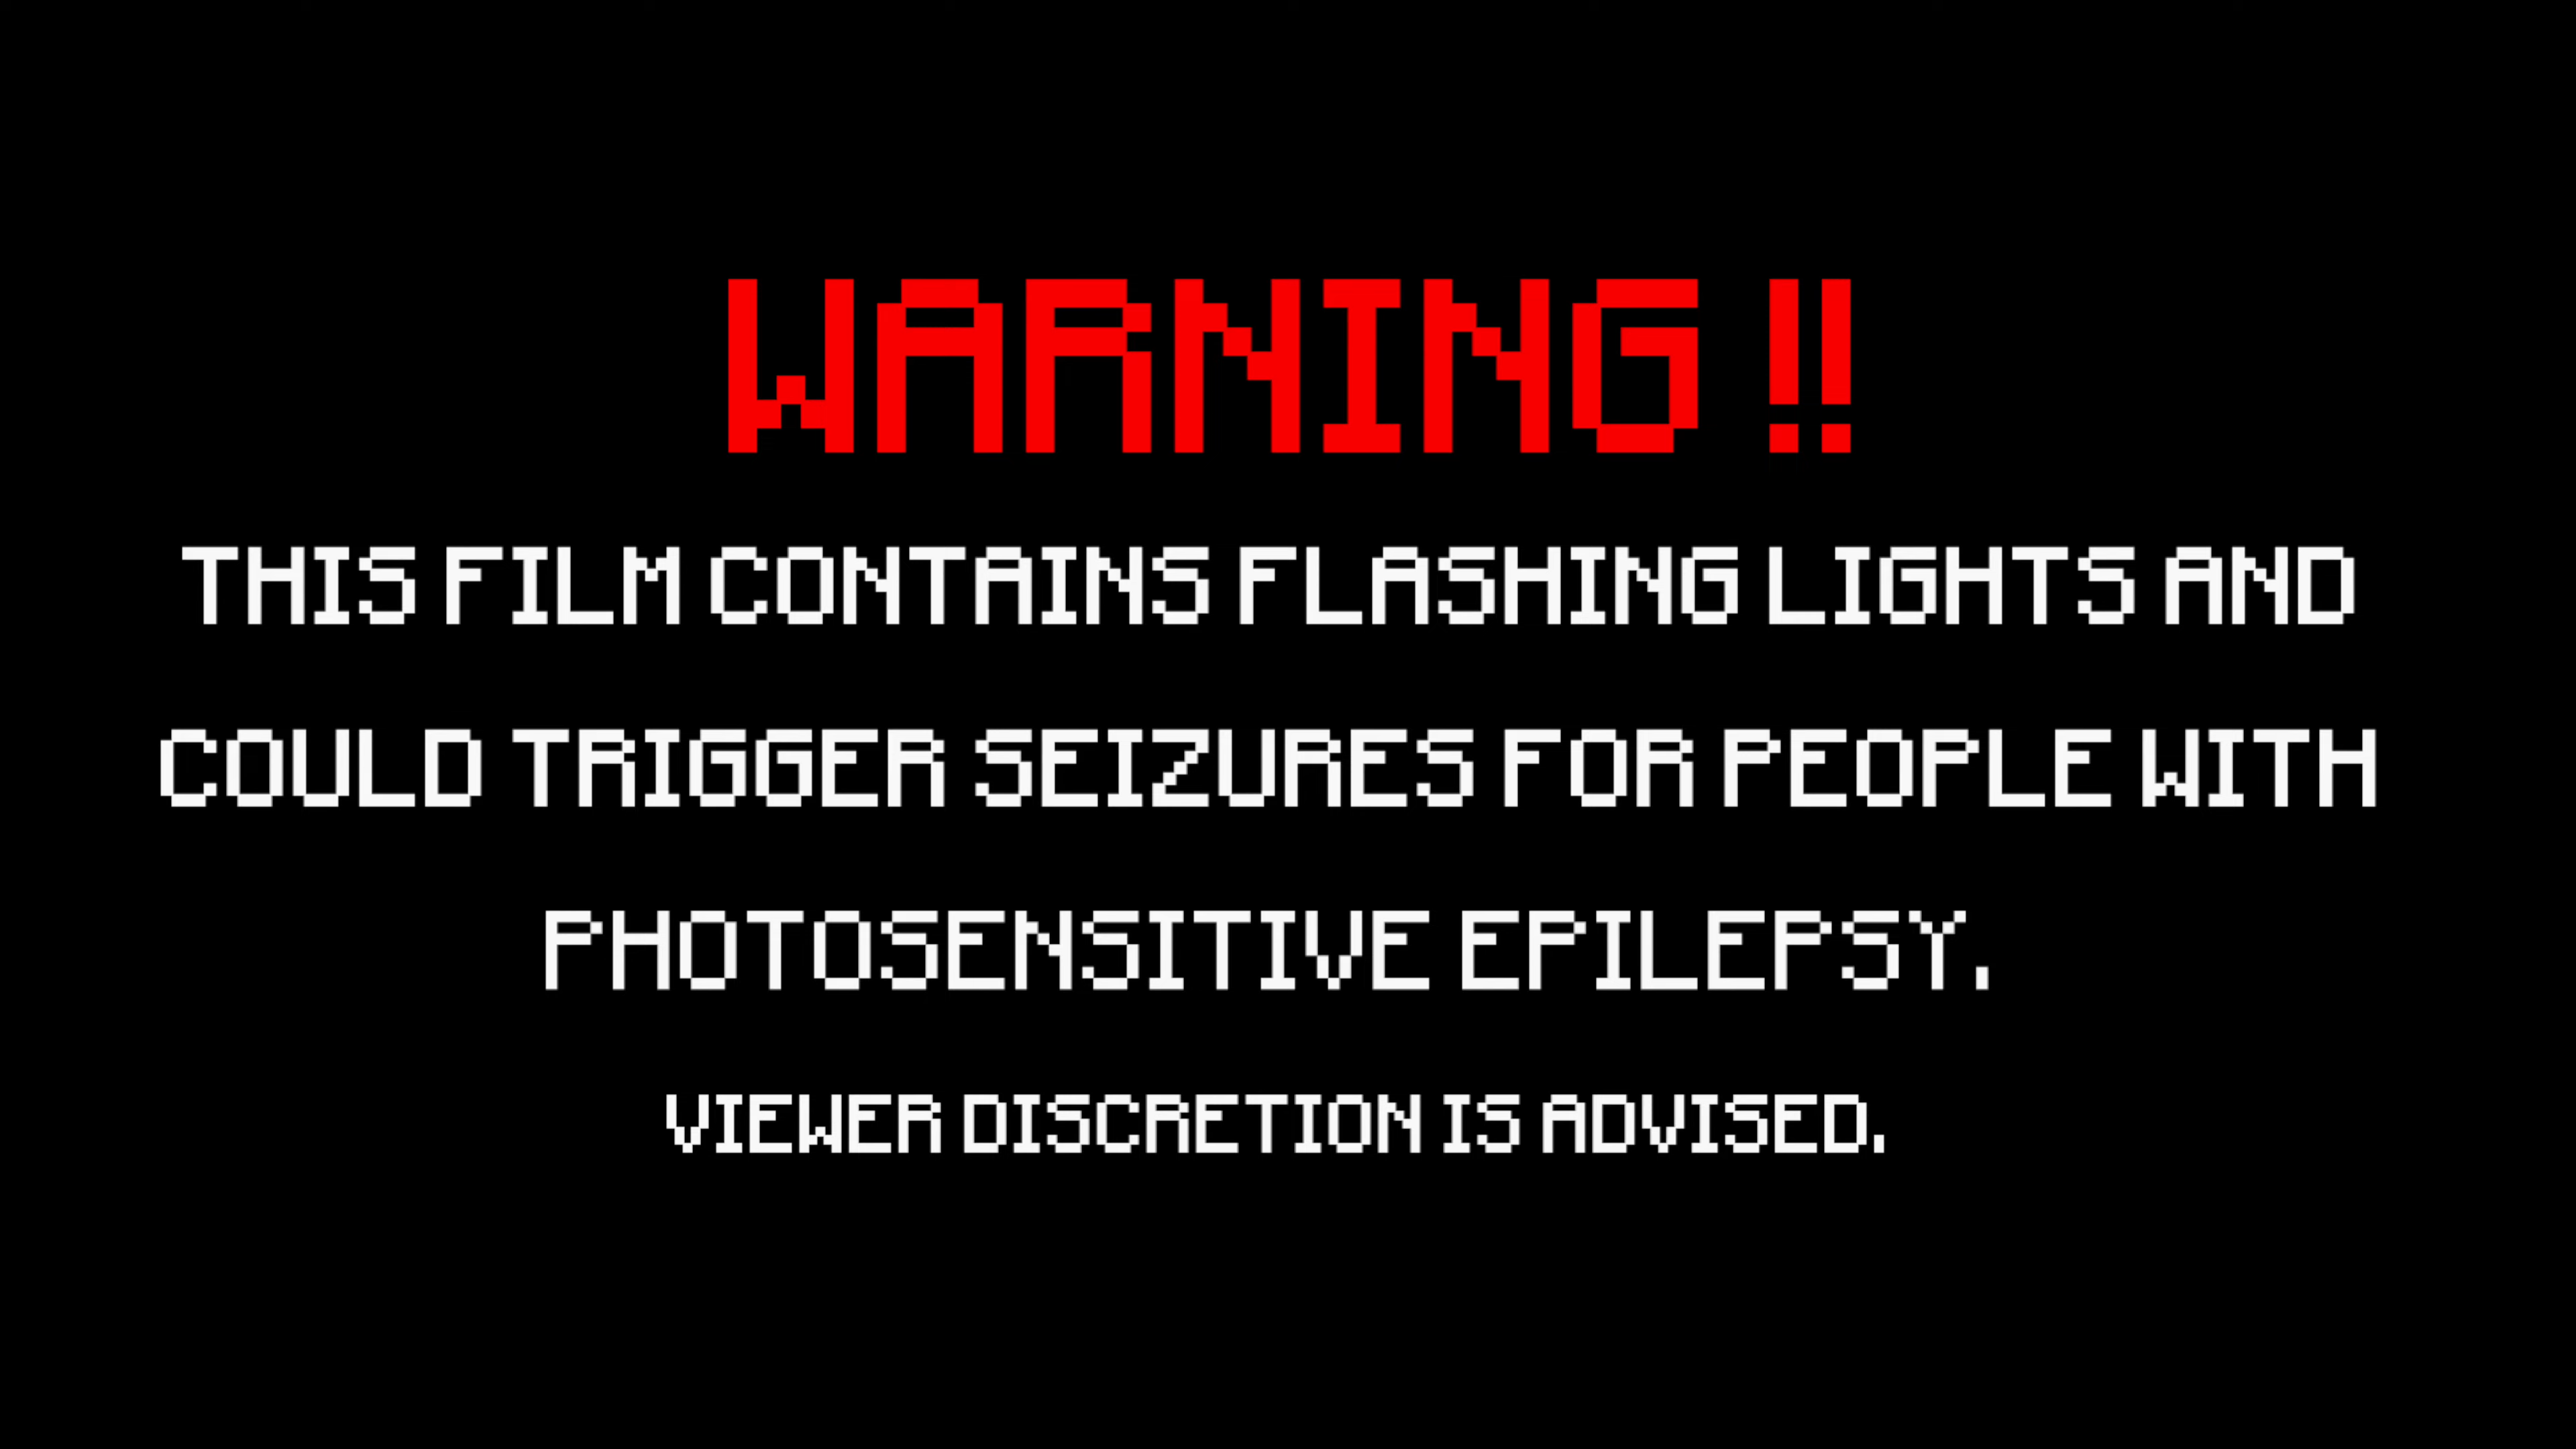 WARNING !!
THIS FILM CONTAINS FLASHING LIGHTS AND
COULD TRIGGER SEIZURES FOR PEOPLE WITH
PHOTOSENSITIVE EPILEPSY.
VIEWER DISCRETION IS ADVISED.